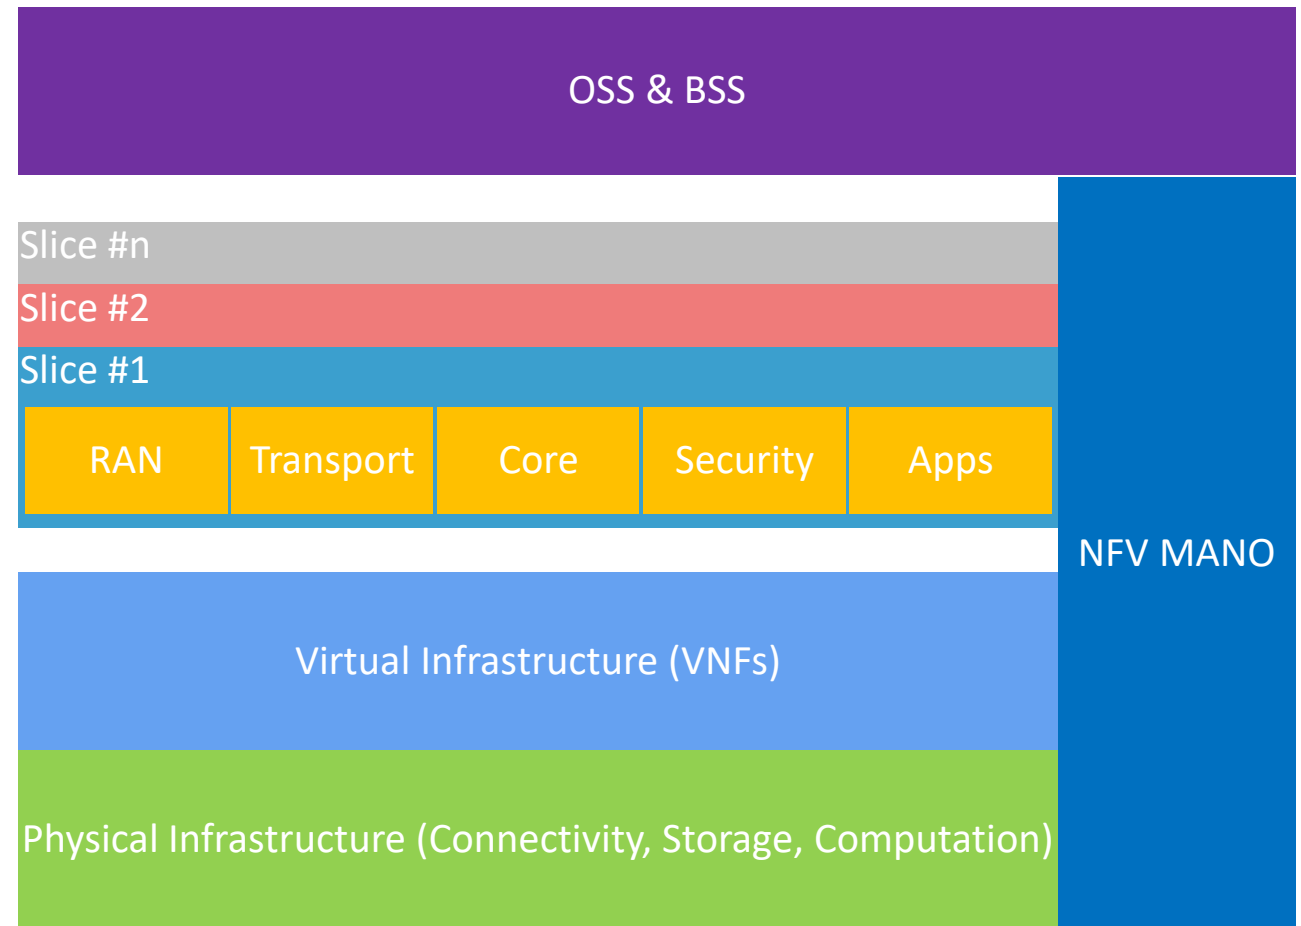 OSS & BSS
Slice #n
Slice #2
Slice #1
RAN
Transport
Core
Security
Apps
NFV MANO
Virtual Infrastructure (VNFs)
Physical Infrastructure (Connectivity, Storage, Computation)